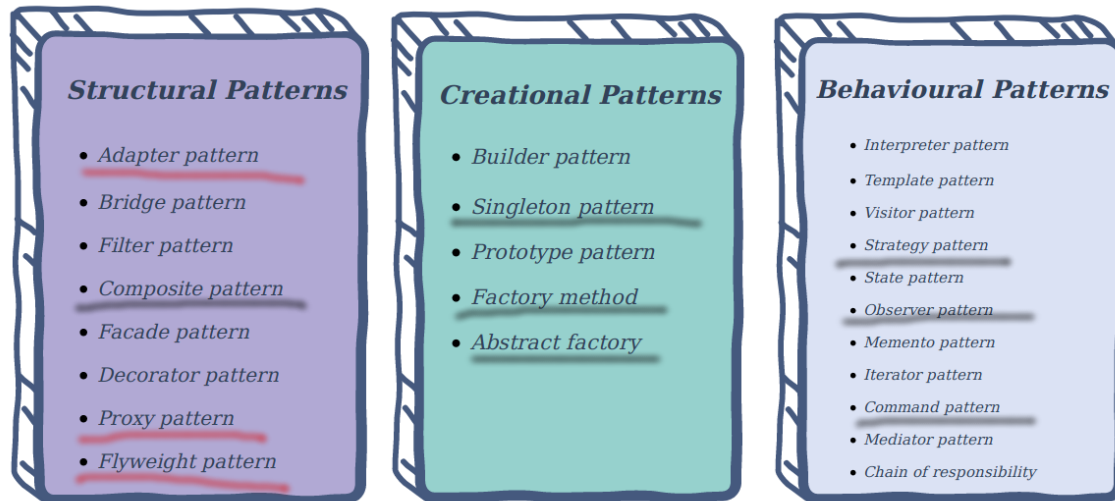 Structural Patterns
Adapter pattern
Bridge pattern
Filter pattern
Composite pattern
Facade pattern
Decorator pattern
Proxy pattern
Flyweight pattern
Creational Patterns
Builder pattern
Singleton pattern
Prototype pattern
Factory method
Abstract factory
Behavioural Patterns
Interpreter pattern
Template pattern
Visitor pattern
Strategy pattern
State pattern
Observer pattern
Memento pattern
Iterator pattern
Command pattern
Mediator pattern
Chain of responsibility